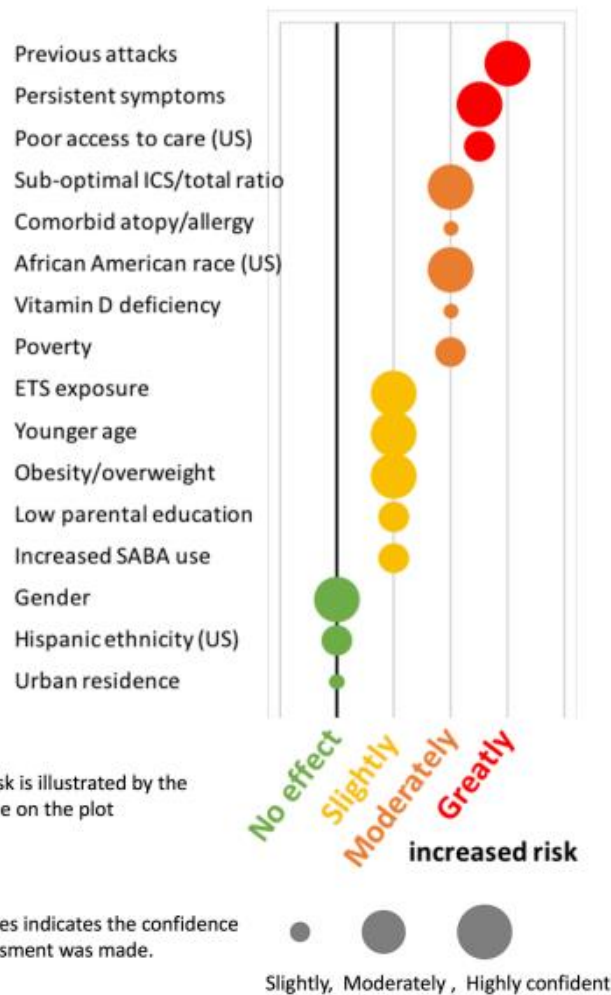 Previous attacks
Persistent symptoms
Poor access to care (US)
Sub-optimal ICS/total ratio
Comorbid atopy/allergy
African American race (US)
Vitamin D deficiency
Poverty
ETS exposure
Younger age
Obesity/overweight
Low parental education
Increased SABA use
Gender
Hispanic ethnicity (US)
Urban residence
No effect
Slightly
Moderately
Greatly
increased risk
sk is illustrated by the
e on the plot
es indicates the confidence
sment was made.
Slightly, Moderately , Highly confident